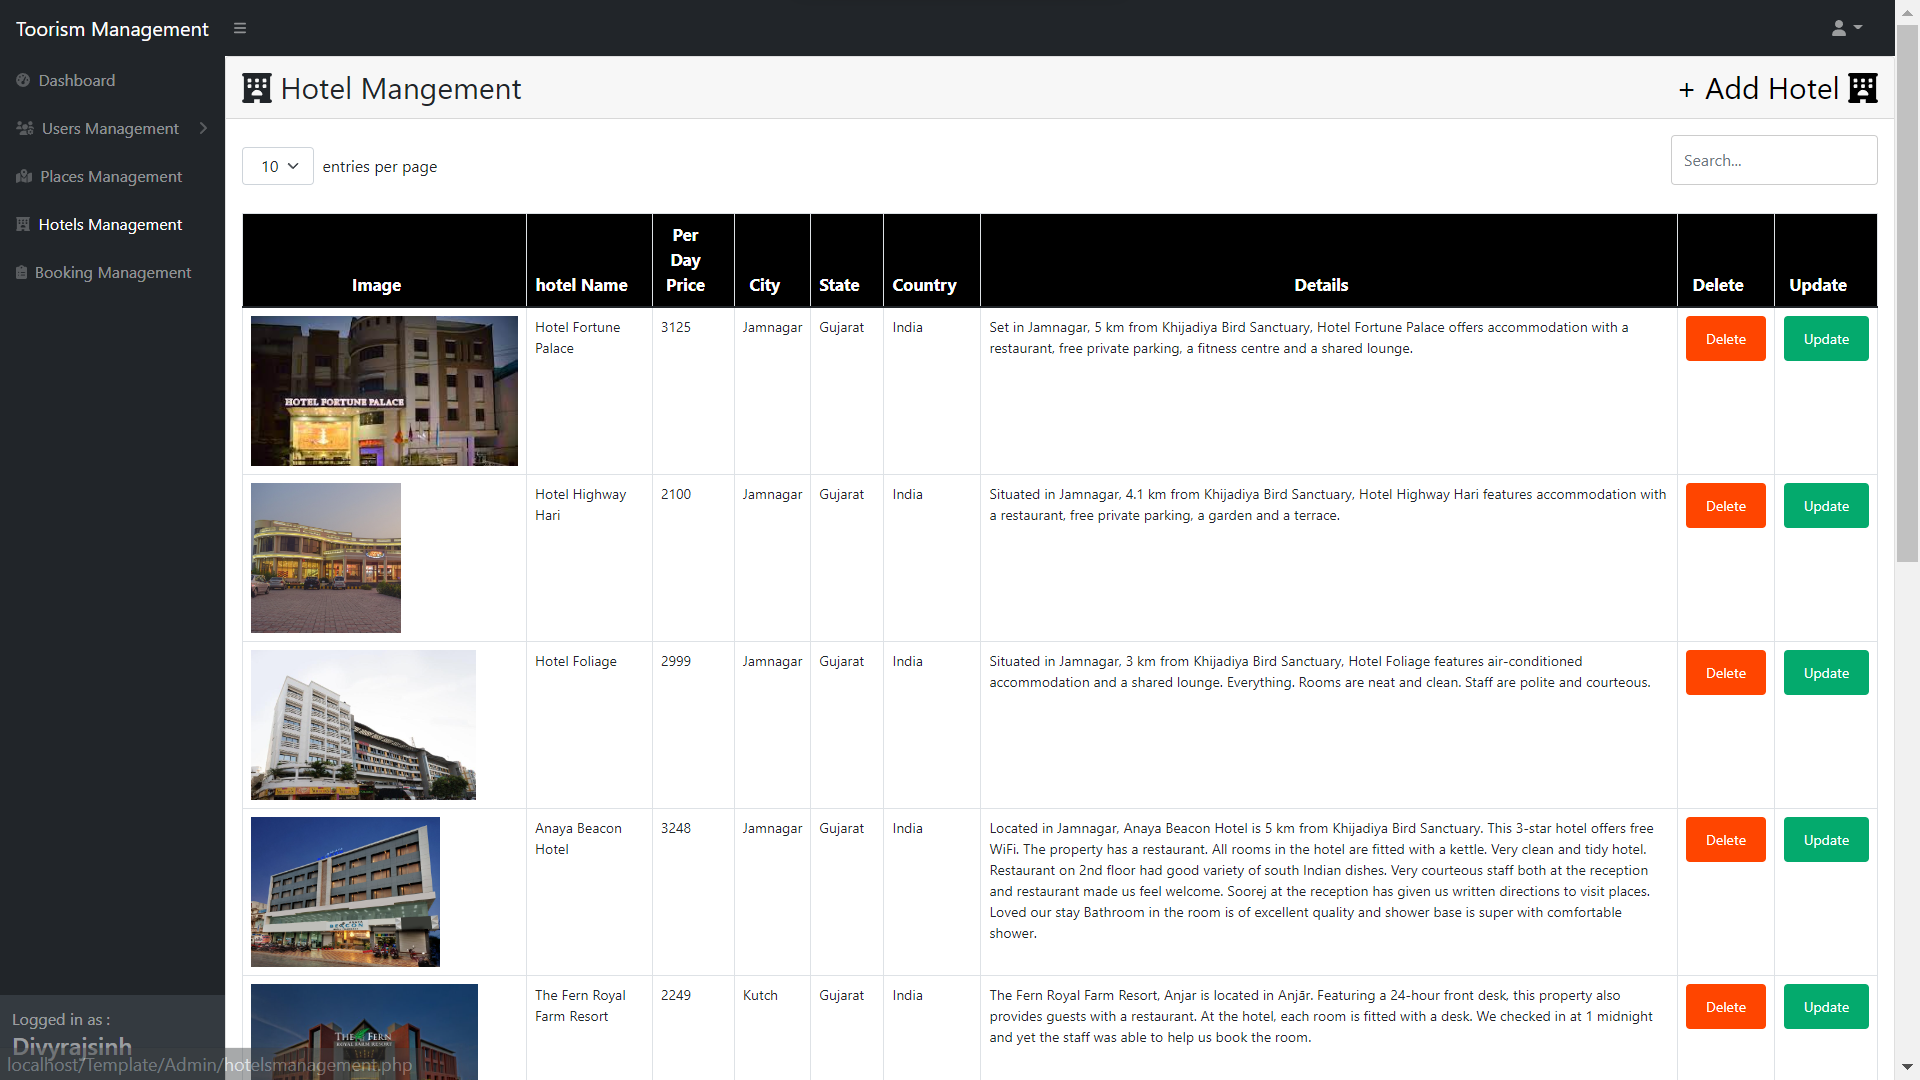 Toorism Management
Dashboard
Users Management
Places Management
Hotels Management
Booking Management
Logged in as :
Divyrajsinh
localhost/Template/Admin/hotelsmanagement.php
Hotel Mangement
+ Add Hotel
10 entries per page
Search...
Image hotel Name Per Day Price City State Country Details Delete Update
HOTEL FORTUNE PALACE
Hotel Fortune
Palace
3125
Jamnagar
Gujarat
India
Set in Jamnagar, 5 km from Khijadiya Bird Sanctuary, Hotel Fortune Palace offers accommodation with a
restaurant, free private parking, a fitness centre and a shared lounge.
Delete
Update
Hotel Highway
Hari
2100
Jamnagar
Gujarat
India
Situated in Jamnagar, 4.1 km from Khijadiya Bird Sanctuary, Hotel Highway Hari features accommodation with
a restaurant, free private parking, a garden and a terrace.
Delete
Update
Hotel Foliage
2999
Jamnagar
Gujarat
India
Situated in Jamnagar, 3 km from Khijadiya Bird Sanctuary, Hotel Foliage features air-conditioned
accommodation and a shared lounge. Everything. Rooms are neat and clean. Staff are polite and courteous.
Delete
Update
BEACON
Anaya Beacon
Hotel
3248
Jamnagar
Gujarat
India
Located in Jamnagar, Anaya Beacon Hotel is 5 km from Khijadiya Bird Sanctuary. This 3-star hotel offers free
WiFi. The property has a restaurant. All rooms in the hotel are fitted with a kettle. Very clean and tidy hotel.
Restaurant on 2nd floor had good variety of south Indian dishes. Very courteous staff both at the reception
and restaurant made us feel welcome. Soorej at the reception has given us written directions to visit places.
Loved our stay Bathroom in the room is of excellent quality and shower base is super with comfortable
shower.
Delete
Update
THE FERN
ROYAL FARM RESORT
The Fern Royal
Farm Resort
2249
Kutch
Gujarat
India
The Fern Royal Farm Resort, Anjar is located in Anjār. Featuring a 24-hour front desk, this property also
provides guests with a restaurant. At the hotel, each room is fitted with a desk. We checked in at 1 midnight
and yet the staff was able to help us book the room.
Delete
Update